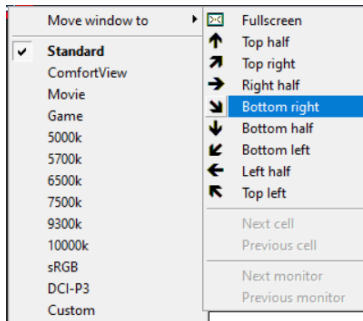 Move window to
Standard
ComfortView
Movie
Game
5000k
5700k
6500k
7500k
9300k
10000k
sRGB
DCI-P3
Custom
Fullscreen
Top half
Top right
Right half
Bottom right
Bottom half
Bottom left
Left half
Top left
Next cell
Previous cell
Next monitor
Previous monitor